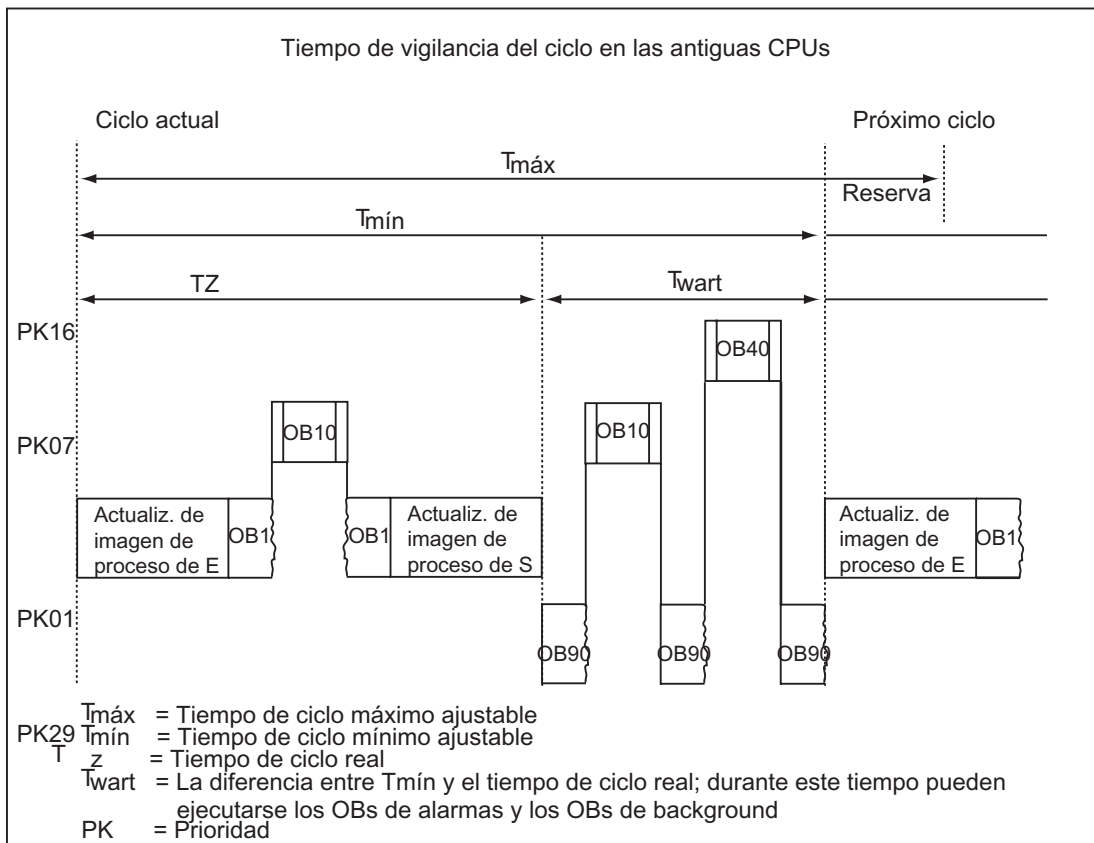 Tiempo de vigilancia del ciclo en las antiguas CPUs
Ciclo actual
Próximo ciclo
Tmáx
Reserva
Tmín
TZ
Twart
PK16
OB40
PK07
OB10
OB10
Actualiz. de
imagen de
proceso de E
OB1
OB1
Actualiz. de
imagen de
proceso de S
Actualiz. de
imagen de
proceso de E
OB1
PK01
OB90
OB90
OB90
Tmáx = Tiempo de ciclo máximo ajustable
PK29 Tmín = Tiempo de ciclo mínimo ajustable
T z = Tiempo de ciclo real
Twart = La diferencia entre Tmín y el tiempo de ciclo real; durante este tiempo pueden
ejecutarse los OBs de alarmas y los OBs de background
PK = Prioridad